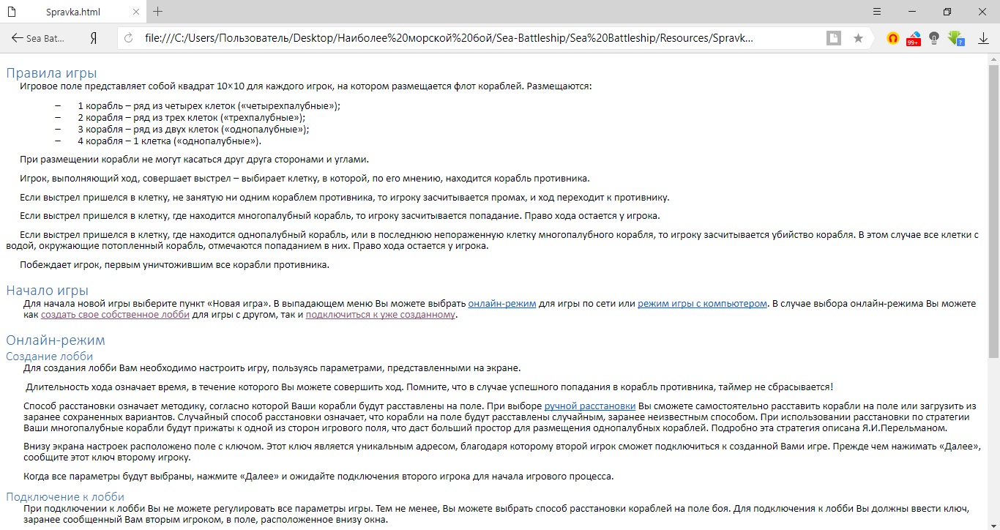 Spravka.html
Sea Bat...
Я
file:///C:/Users/Пользователь/Desktop/Наиболее%20морской%20бой/Sea-Battleship/Sea%20Battleship/Resources/Spravk...
99+
?
Правила игры
Игровое поле представляет собой квадрат 10×10 для каждого игрок, на котором размещается флот кораблей. Размещаются:
– 1 корабль – ряд из четырех клеток («четырехпалубные»);
– 2 корабля – ряд из трех клеток («трехпалубные»);
– 3 корабля – ряд из двух клеток («однопалубные»);
– 4 корабля – 1 клетка («однопалубные»).
При размещении корабли не могут касаться друг друга сторонами и углами.
Игрок, выполняющий ход, совершает выстрел – выбирает клетку, в которой, по его мнению, находится корабль противника.
Если выстрел пришелся в клетку, не занятую ни одним кораблем противника, то игроку засчитывается промах, и ход переходит к противнику.
Если выстрел пришелся в клетку, где находится многопалубный корабль, то игроку засчитывается попадание. Право хода остается у игрока.
Если выстрел пришелся в клетку, где находится однопалубный корабль, или в последнюю непораженную клетку многопалубного корабля, то игроку засчитывается убийство корабля. В этом случае все клетки с
водой, окружающие потопленный корабль, отмечаются попаданием в них. Право хода остается у игрока.
Побеждает игрок, первым уничтожившим все корабли противника.
Начало игры
Для начала новой игры выберите пункт «Новая игра». В выпадающем меню Вы можете выбрать онлайн-режим для игры по сети или режим игры с компьютером. В случае выбора онлайн-режима Вы можете
как создать свое собственное лобби для игры с другом, так и подключиться к уже созданному.
Онлайн-режим
Создание лобби
Для создания лобби Вам необходимо настроить игру, пользуясь параметрами, представленными на экране.
Длительность хода означает время, в течение которого Вы можете совершить ход. Помните, что в случае успешного попадания в корабль противника, таймер не сбрасывается!
Способ расстановки означает методику, согласно которой Ваши корабли будут расставлены на поле. При выборе ручной расстановки Вы сможете самостоятельно расставить корабли на поле или загрузить из
заранее сохраненных вариантов. Случайный способ расстановки означает, что корабли на поле будут расставлены случайным, заранее неизвестным способом. При использовании расстановки по стратегии
Ваши многопалубные корабли будут прижаты к одной из сторон игрового поля, что даст больший простор для размещения однопалубных кораблей. Подробно эта стратегия описана Я.И.Перельманом.
Внизу экрана настроек расположено поле с ключом. Этот ключ является уникальным адресом, благодаря которому второй игрок сможет подключиться к созданной Вами игре. Прежде чем нажимать «Далее»,
сообщите этот ключ второму игроку.
Когда все параметры будут выбраны, нажмите «Далее» и ожидайте подключения второго игрока для начала игрового процесса.
Подключение к лобби
При подключении к лобби Вы не можете регулировать все параметры игры. Тем не менее, Вы можете выбрать способ расстановки кораблей на поле боя. Для подключения к лобби Вы должны ввести ключ,
заранее сообщенный Вам вторым игроком, в поле, расположенное внизу окна.